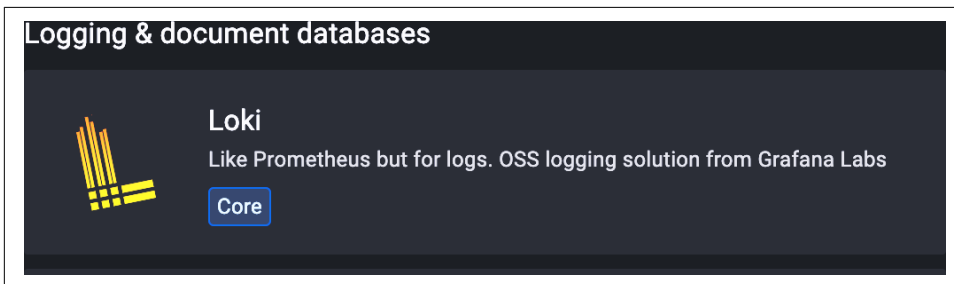 Logging & document databases
Loki
Like Prometheus but for logs. OSS logging solution from Grafana Labs
Core